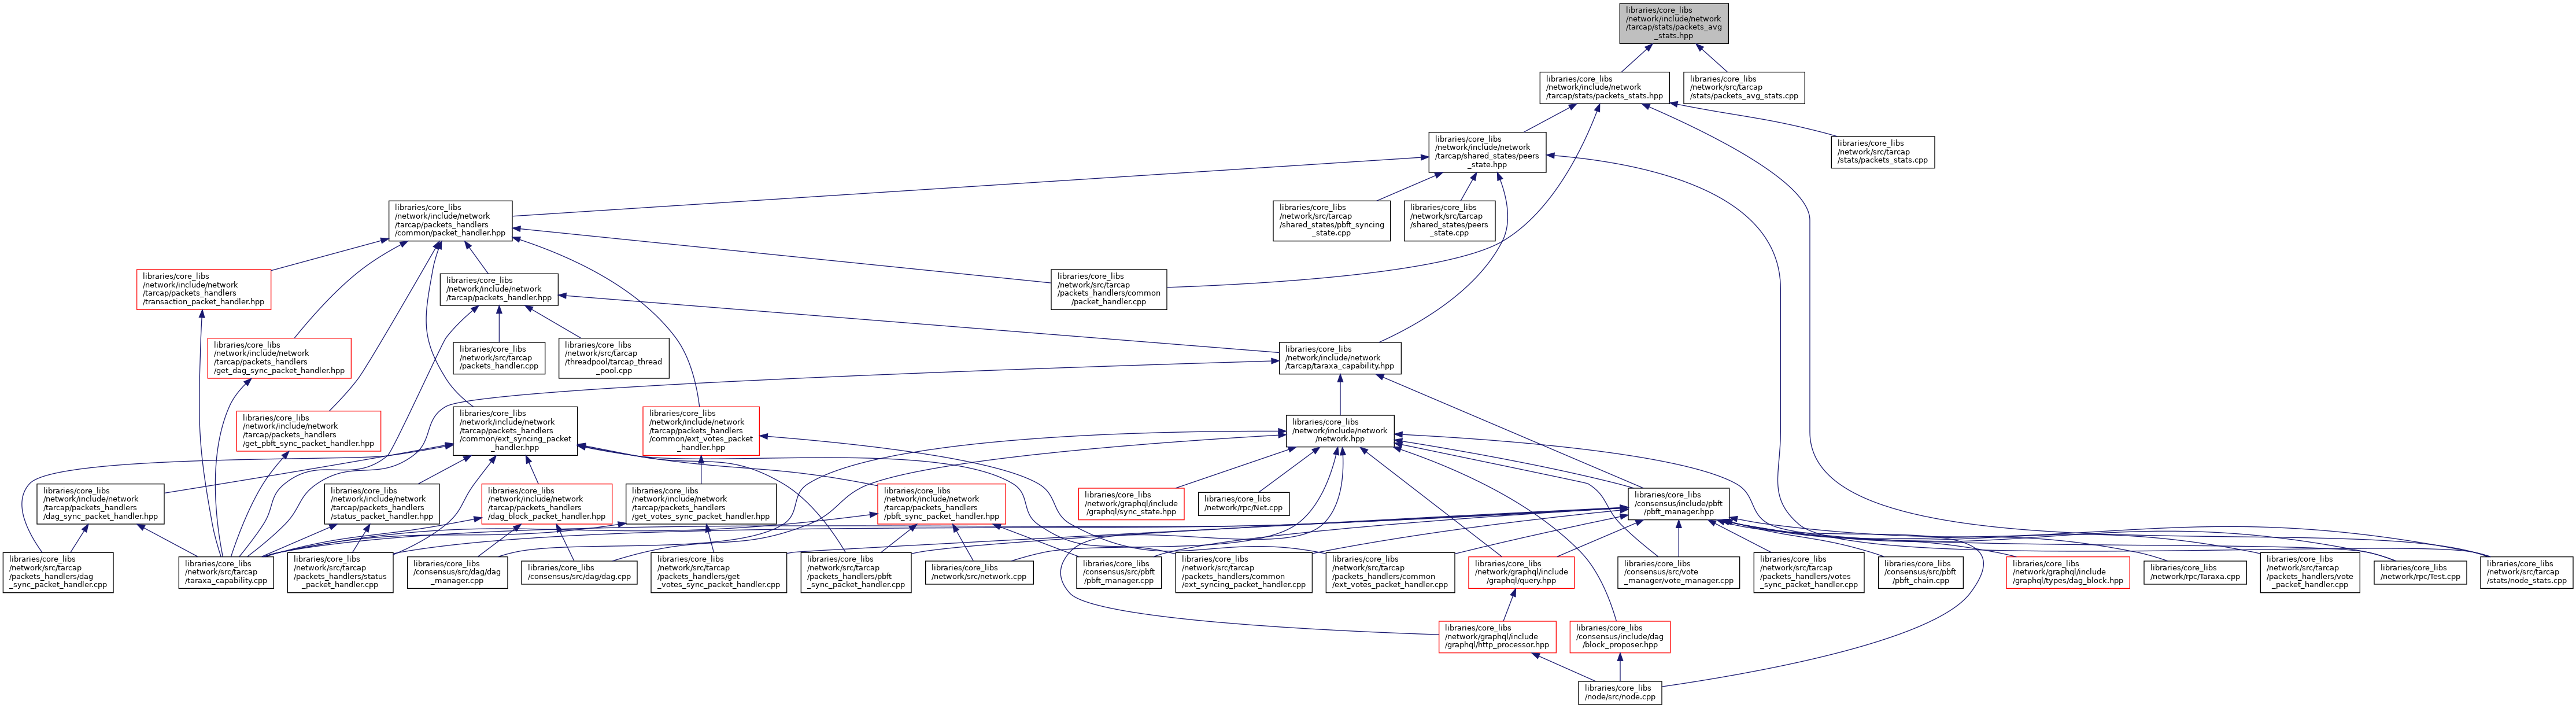 libraries/core_libs
/network/include/network
/tarcap/stats/packets_avg
_stats.hpp
libraries/core_libs
/network/include/network
/tarcap/stats/packets_stats.hpp
libraries/core_libs
/network/src/tarcap
/stats/packets_avg_stats.cpp
libraries/core_libs
/network/include/network
/tarcap/shared_states/peers
_state.hpp
libraries/core_libs
/network/src/tarcap
/stats/packets_stats.cpp
libraries/core_libs
/network/include/network
/tarcap/packets_handlers
/common/packet_handler.hpp
libraries/core_libs
/network/src/tarcap
/shared_states/pbft_syncing
_state.cpp
libraries/core_libs
/network/src/tarcap
/shared_states/peers
_state.cpp
libraries/core_libs
/network/include/network
/tarcap/packets_handlers
/transaction_packet_handler.hpp
libraries/core_libs
/network/include/network
/tarcap/packets_handler.hpp
libraries/core_libs
/network/src/tarcap
/packets_handlers/common
/packet_handler.cpp
libraries/core_libs
/network/include/network
/tarcap/packets_handlers
/get_dag_sync_packet_handler.hpp
libraries/core_libs
/network/src/tarcap
/packets_handler.cpp
libraries/core_libs
/network/src/tarcap
/threadpool/tarcap_thread
_pool.cpp
libraries/core_libs
/network/include/network
/tarcap/taraxa_capability.hpp
libraries/core_libs
/network/include/network
/tarcap/packets_handlers
/get_pbft_sync_packet_handler.hpp
libraries/core_libs
/network/include/network
/tarcap/packets_handlers
/common/ext_syncing_packet
_handler.hpp
libraries/core_libs
/network/include/network
/tarcap/packets_handlers
/common/ext_votes_packet
_handler.hpp
libraries/core_libs
/network/include/network
/network.hpp
libraries/core_libs
/network/include/network
/tarcap/packets_handlers
/dag_sync_packet_handler.hpp
libraries/core_libs
/network/include/network
/tarcap/packets_handlers
/status_packet_handler.hpp
libraries/core_libs
/network/include/network
/tarcap/packets_handlers
/dag_block_packet_handler.hpp
libraries/core_libs
/network/include/network
/tarcap/packets_handlers
/get_votes_sync_packet_handler.hpp
libraries/core_libs
/network/include/network
/tarcap/packets_handlers
/pbft_sync_packet_handler.hpp
libraries/core_libs
/network/graphql/include
/graphql/sync_state.hpp
libraries/core_libs
/network/rpc/Net.cpp
libraries/core_libs
/consensus/include/pbft
/pbft_manager.hpp
libraries/core_libs
/network/src/tarcap
/packets_handlers/dag
_sync_packet_handler.cpp
libraries/core_libs
/network/src/tarcap
/taraxa_capability.cpp
libraries/core_libs
/network/src/tarcap
/packets_handlers/status
_packet_handler.cpp
libraries/core_libs
/consensus/src/dag/dag
_manager.cpp
libraries/core_libs
/consensus/src/dag/dag.cpp
libraries/core_libs
/network/src/tarcap
/packets_handlers/get
_votes_sync_packet_handler.cpp
libraries/core_libs
/network/src/tarcap
/packets_handlers/pbft
_sync_packet_handler.cpp
libraries/core_libs
/network/src/network.cpp
libraries/core_libs
/consensus/src/pbft
/pbft_manager.cpp
libraries/core_libs
/network/src/tarcap
/packets_handlers/common
/ext_syncing_packet_handler.cpp
libraries/core_libs
/network/src/tarcap
/packets_handlers/common
/ext_votes_packet_handler.cpp
libraries/core_libs
/network/graphql/include
/graphql/query.hpp
libraries/core_libs
/consensus/src/vote
_manager/vote_manager.cpp
libraries/core_libs
/network/src/tarcap
/packets_handlers/votes
_sync_packet_handler.cpp
libraries/core_libs
/consensus/src/pbft
/pbft_chain.cpp
libraries/core_libs
/network/graphql/include
/graphql/types/dag_block.hpp
libraries/core_libs
/network/rpc/Taraxa.cpp
libraries/core_libs
/network/src/tarcap
/packets_handlers/vote
_packet_handler.cpp
libraries/core_libs
/network/rpc/Test.cpp
libraries/core_libs
/network/src/tarcap
/stats/node_stats.cpp
libraries/core_libs
/network/graphql/include
/graphql/http_processor.hpp
libraries/core_libs
/consensus/include/dag
/block_proposer.hpp
libraries/core_libs
/node/src/node.cpp